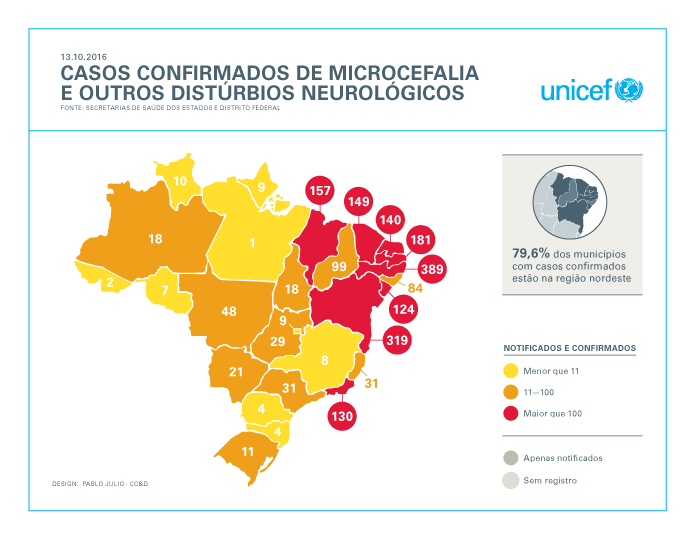 13.10.2016
CASOS CONFIRMADOS DE MICROCEFALIA
E OUTROS DISTÚRBIOS NEUROLÓGICOS
FONTE: SECRETARIAS DE SAÚDE DOS ESTADOS E DISTRITO FEDERAL
unicef
10
9
157
149
140
181
389
84
124
319
18
1
99
2
7
48
18
9
29
8
21
31
31
130
4
4
11
79,6% dos municípios
com casos confirmados
estão na região nordeste
NOTIFICADOS E CONFIRMADOS
Menor que 11
11—100
Maior que 100
Apenas notificados
Sem registro
DESIGN: PABLO JULIO - CC&D